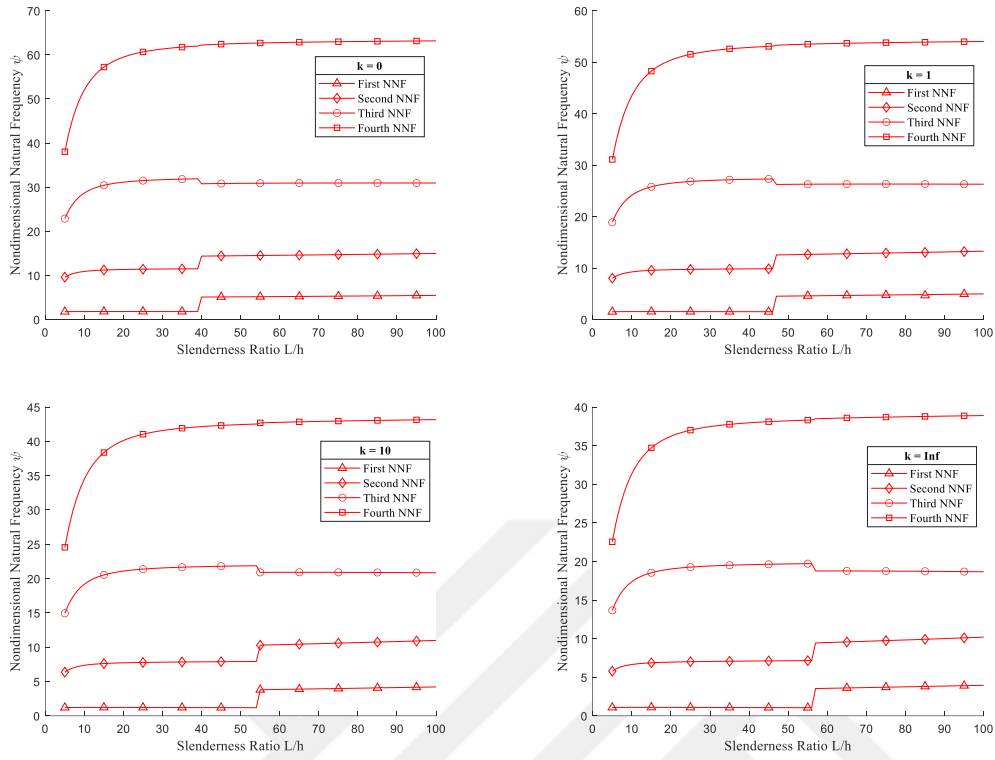 70
60
50
40
30
20
10
0
Nondimensional Natural Frequency ψ
k = 0
First NNF
Second NNF
Third NNF
Fourth NNF
0 10 20 30 40 50 60 70 80 90 100
Slenderness Ratio L/h
60
50
40
30
20
10
0
Nondimensional Natural Frequency ψ
k = 1
First NNF
Second NNF
Third NNF
Fourth NNF
0 10 20 30 40 50 60 70 80 90 100
Slenderness Ratio L/h
45
40
35
30
25
20
15
10
5
0
Nondimensional Natural Frequency ψ
k = 10
First NNF
Second NNF
Third NNF
Fourth NNF
0 10 20 30 40 50 60 70 80 90 100
Slenderness Ratio L/h
40
35
30
25
20
15
10
5
0
Nondimensional Natural Frequency ψ
k = Inf
First NNF
Second NNF
Third NNF
Fourth NNF
0 10 20 30 40 50 60 70 80 90 100
Slenderness Ratio L/h